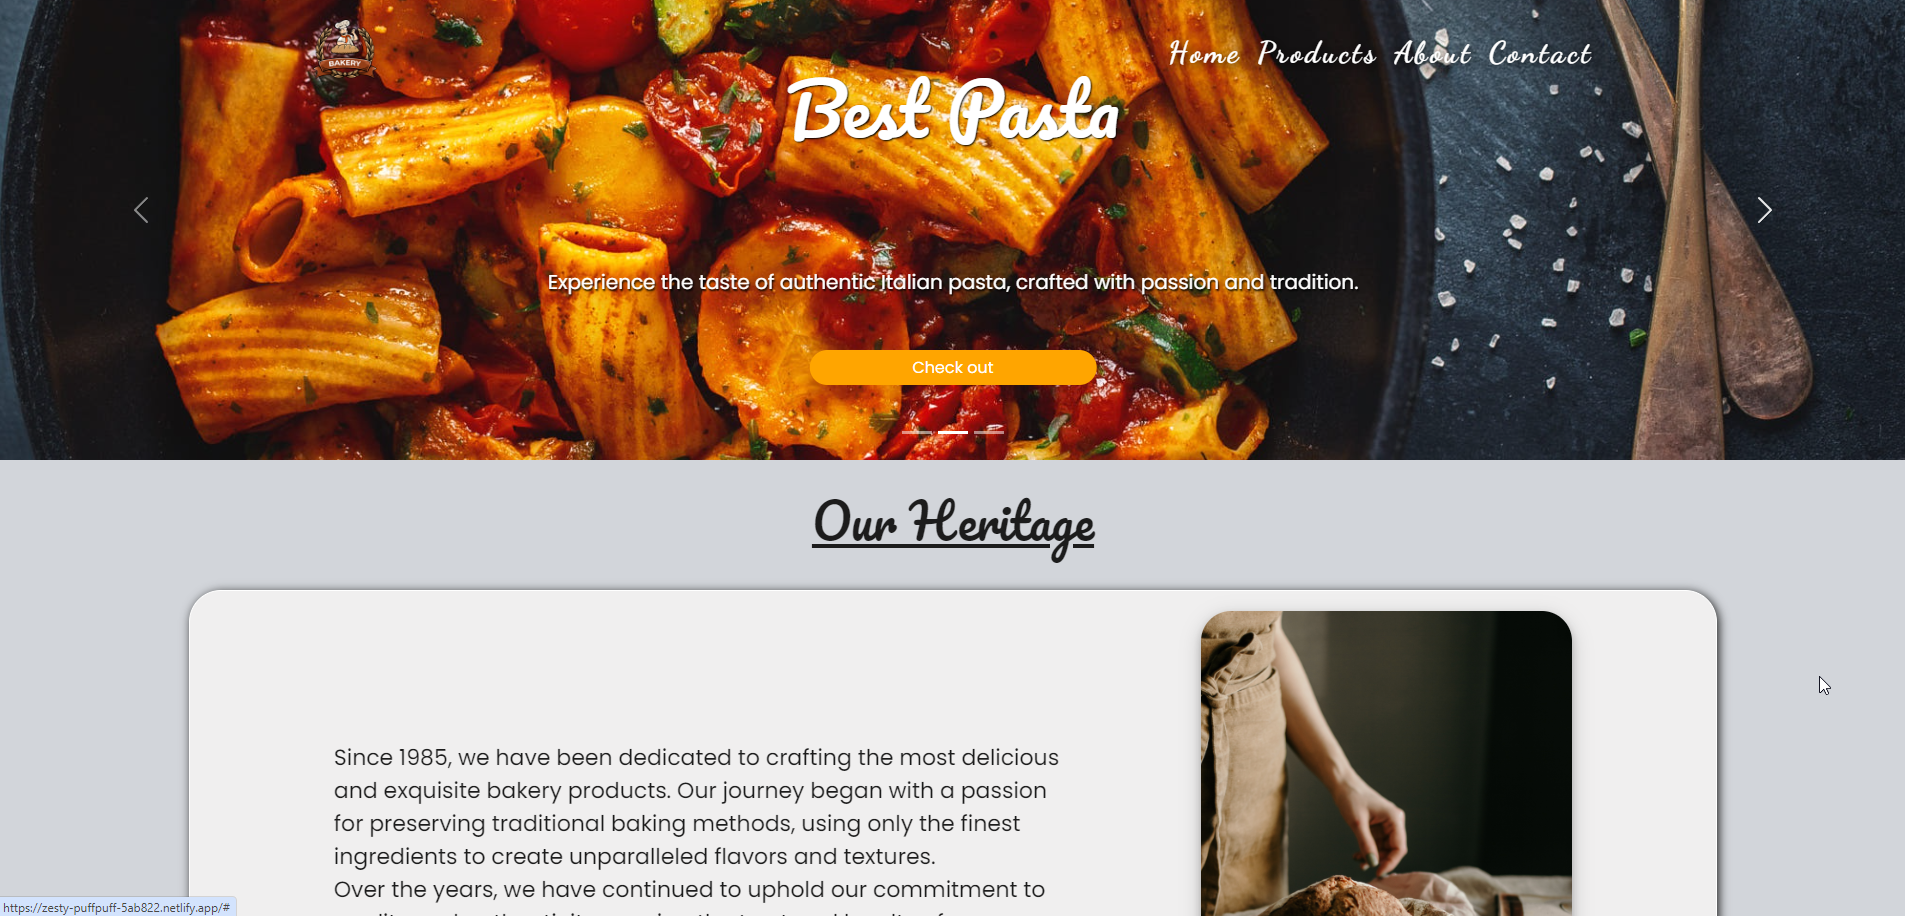 BAKERY
Home Products About Contact
Best Pasta
Experience the taste of authentic Italian pasta, crafted with passion and tradition.
Check out
Our Heritage
Since 1985, we have been dedicated to crafting the most delicious
and exquisite bakery products. Our journey began with a passion
for preserving traditional baking methods, using only the finest
ingredients to create unparalleled flavors and textures.
Over the years, we have continued to uphold our commitment to
https://zesty-puffpuff-5ab822.netlify.app/#